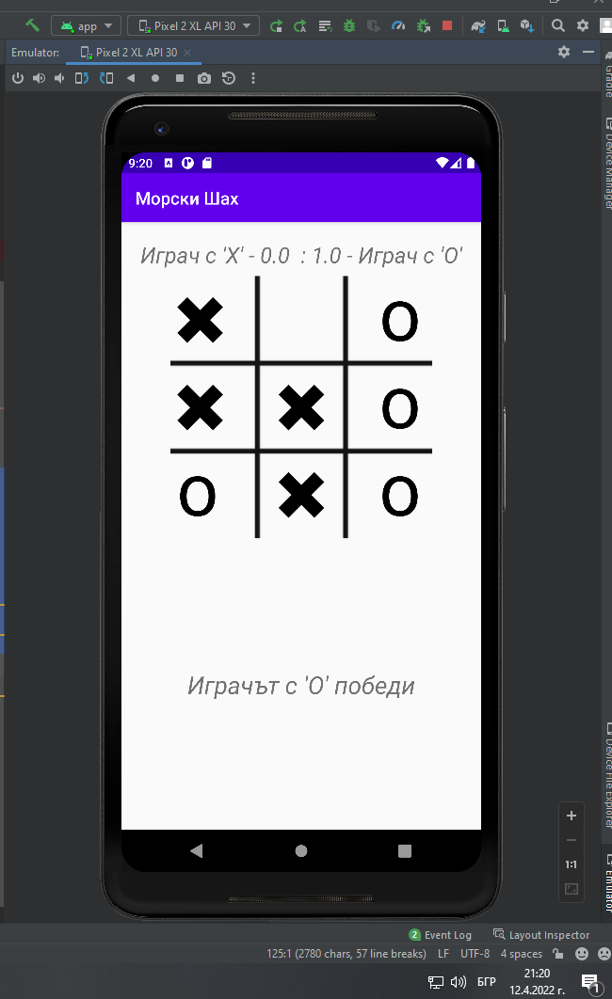 app
Pixel 2 XL API 30
Emulator:
Pixel 2 XL API 30
Gradle
Device Manager
9:20
Морски Шах
Играч с 'X' - 0.0 : 1.0 - Играч с 'O'
X O
X X O
O X O
Играчът с 'O' победи
Device File Explorer
1:1
Emulator
2 Event Log
Layout Inspector
125:1 (2780 chars, 57 line breaks) LF UTF-8 4 spaces
БГР
21:20
12.4.2022 г.
1